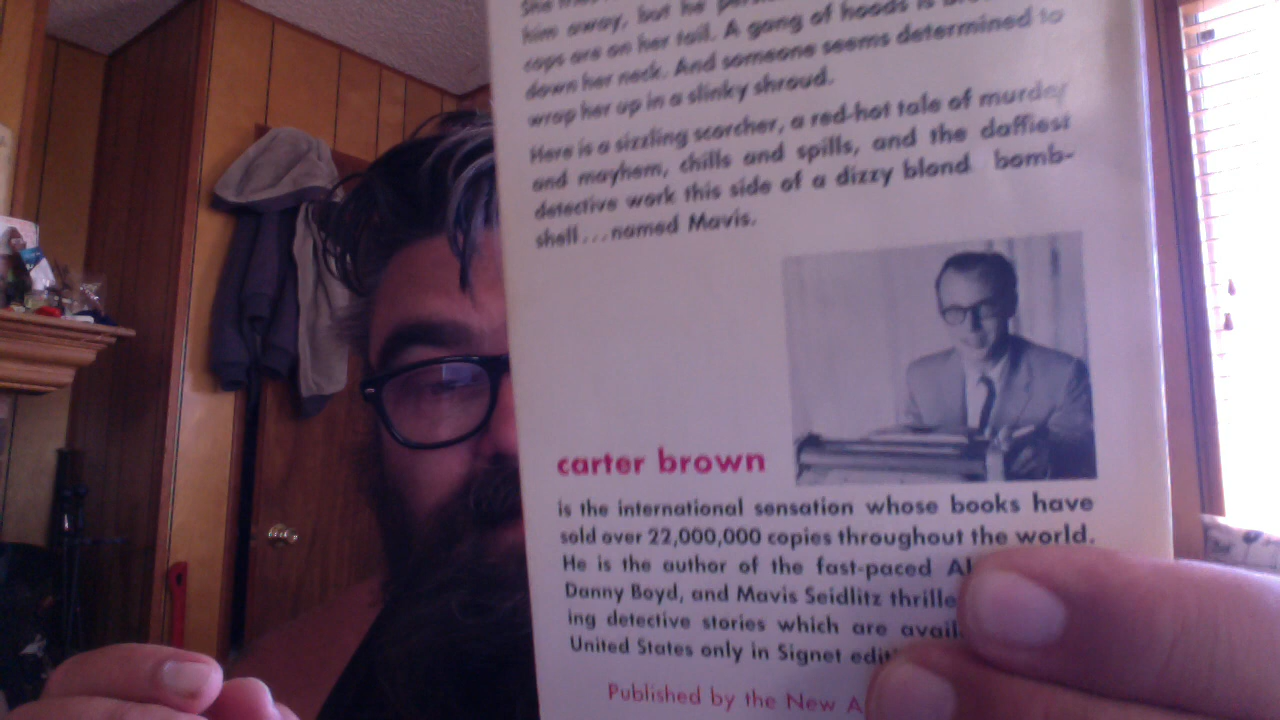 She
him away, but he
cops are on her tail. A gang of hoods is
down her neck. And someone seems determined to
wrap her up in a slinky shroud.
Here is a sizzling scorcher, a red-hot tale of murder
and mayhem, chills and spills, and the daffiest
detective work this side of a dizzy blond bomb-
shell...named Mavis.
carter brown
is the international sensation whose books have
sold over 22,000,000 copies throughout the world.
He is the author of the fast-paced Al
Danny Boyd, and Mavis Seidlitz thrille
ing detective stories which are avail
United States only in Signet edit
Published by the New A